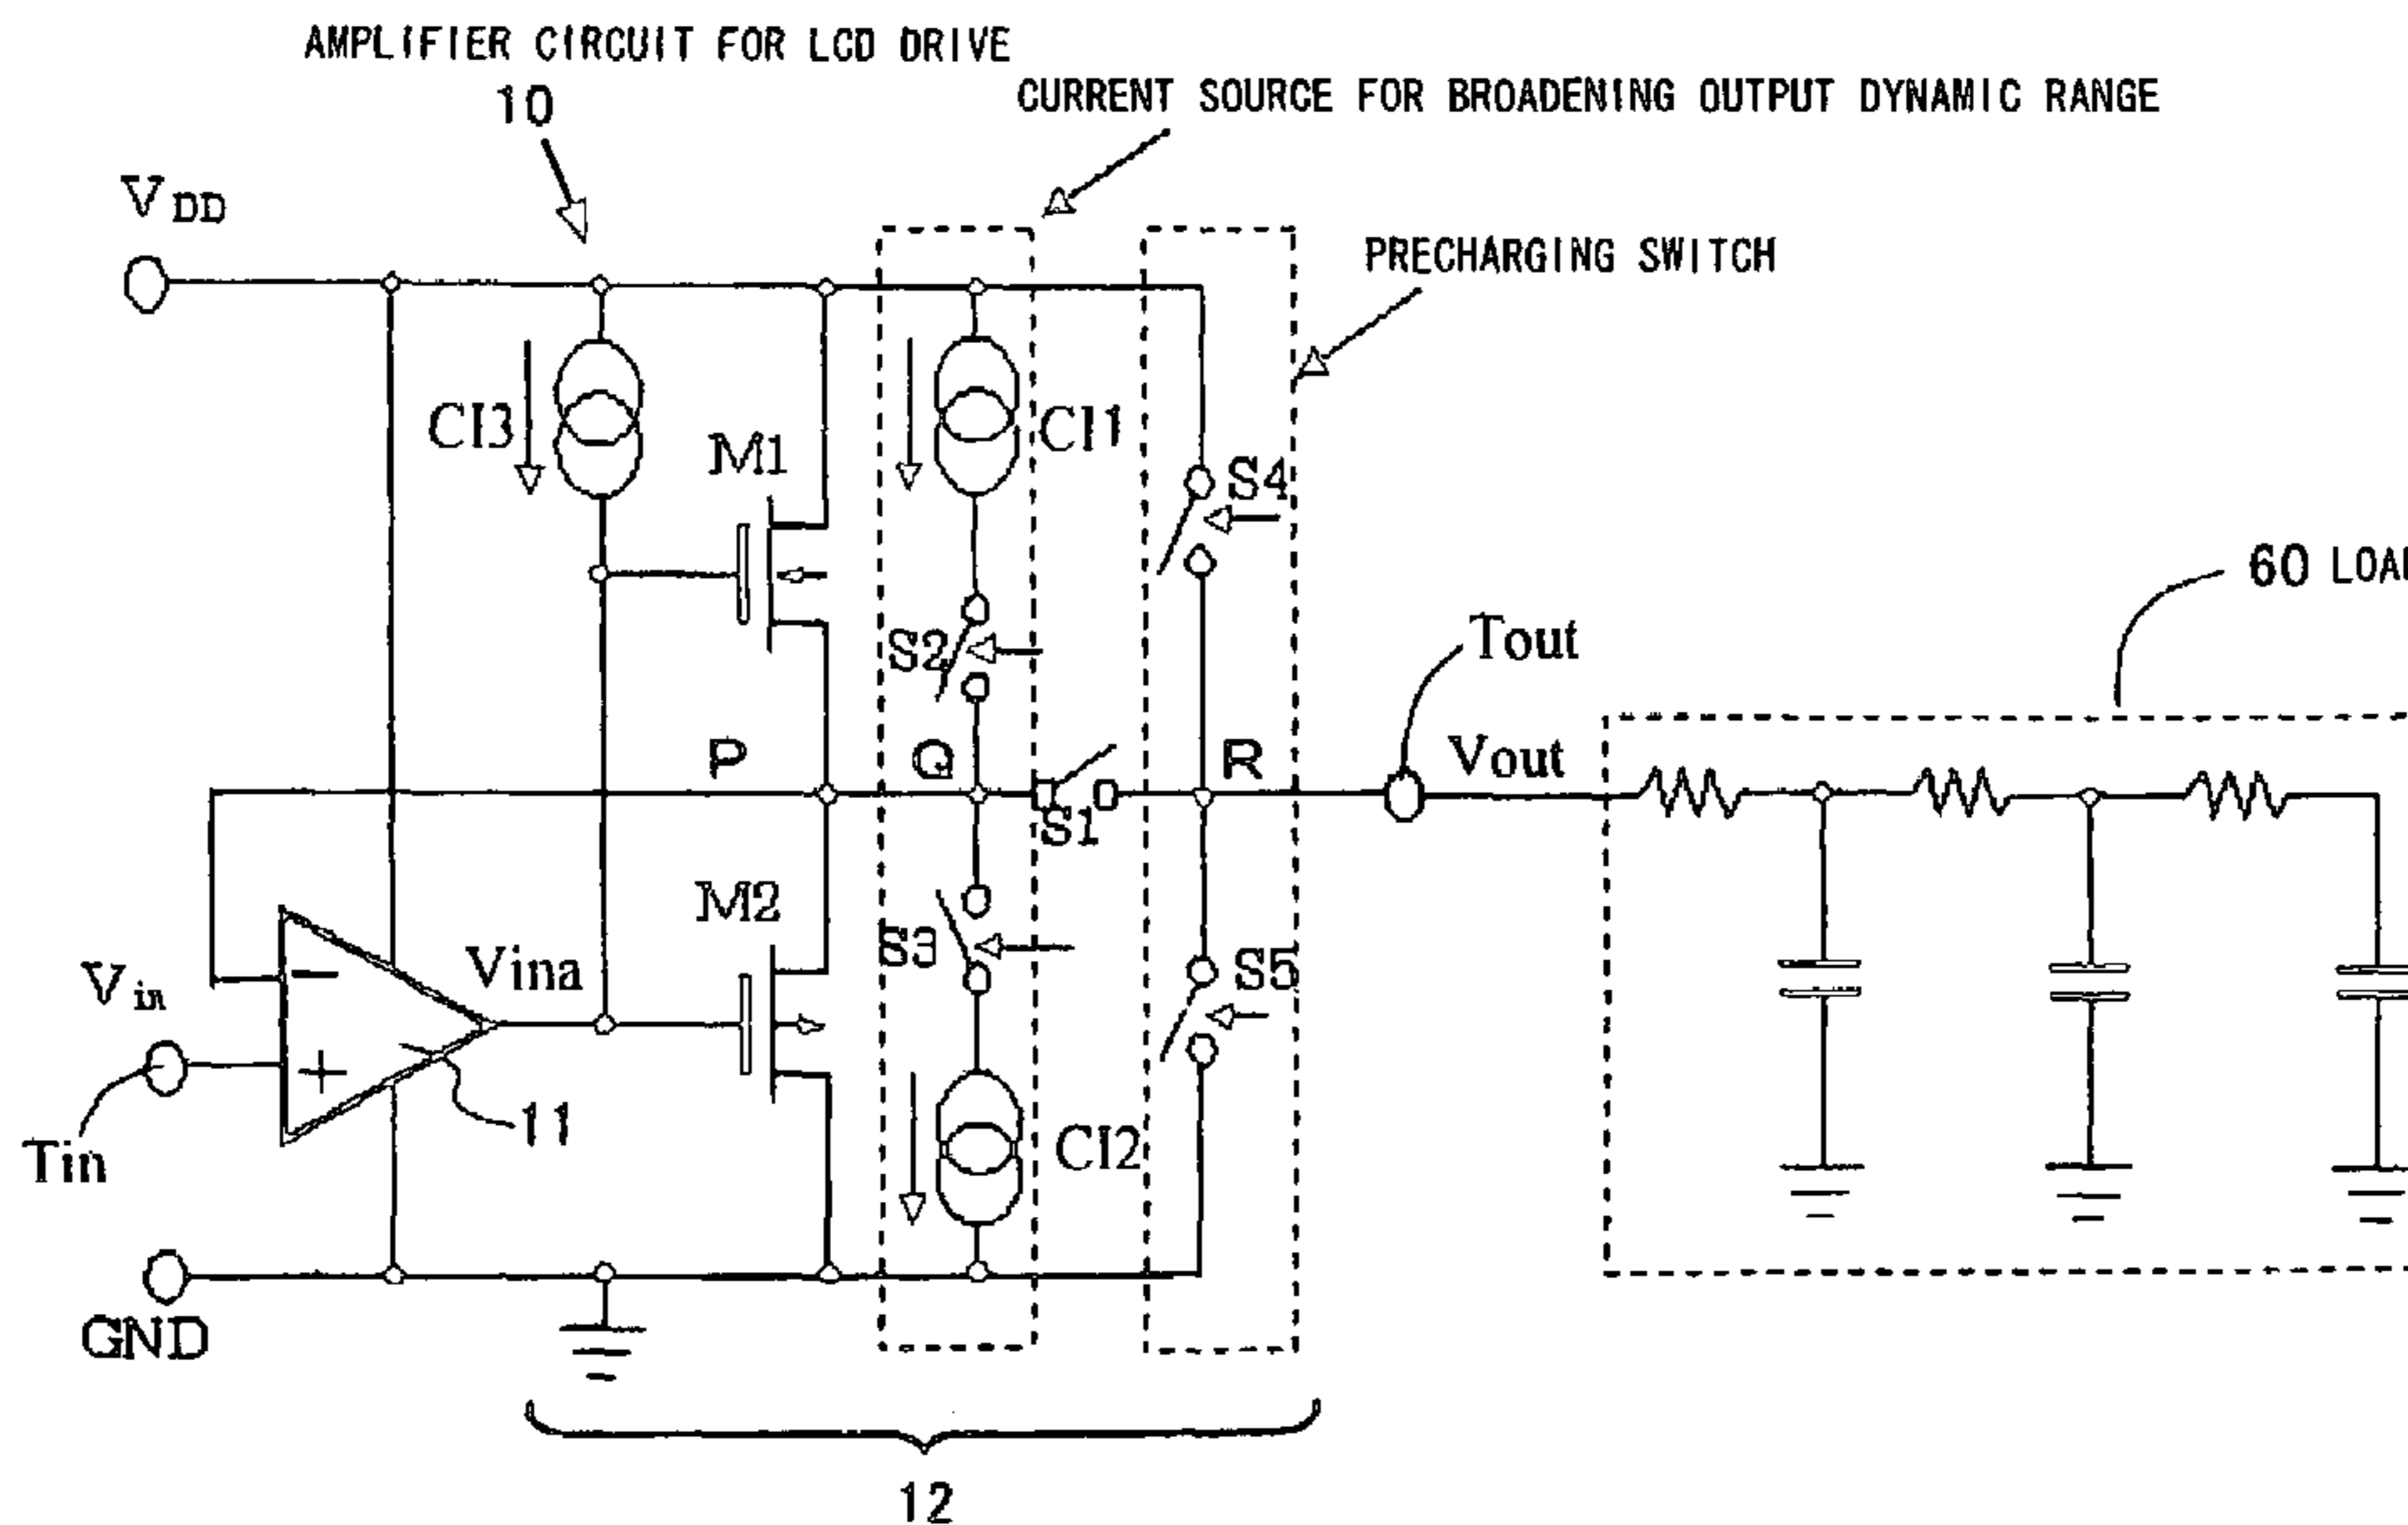 AMPLIFIER CIRCUIT FOR LCD DRIVE
10
CURRENT SOURCE FOR BROADENING OUTPUT DYNAMIC RANGE
VDD
PRECHARGING SWITCH
CI3
M1
CI1
S4
60 LOA
S2
Tout
P
Q
R
Vout
S1
M2
S3
S5
Vin
Vina
−
+
11
CI2
Tin
GND
12